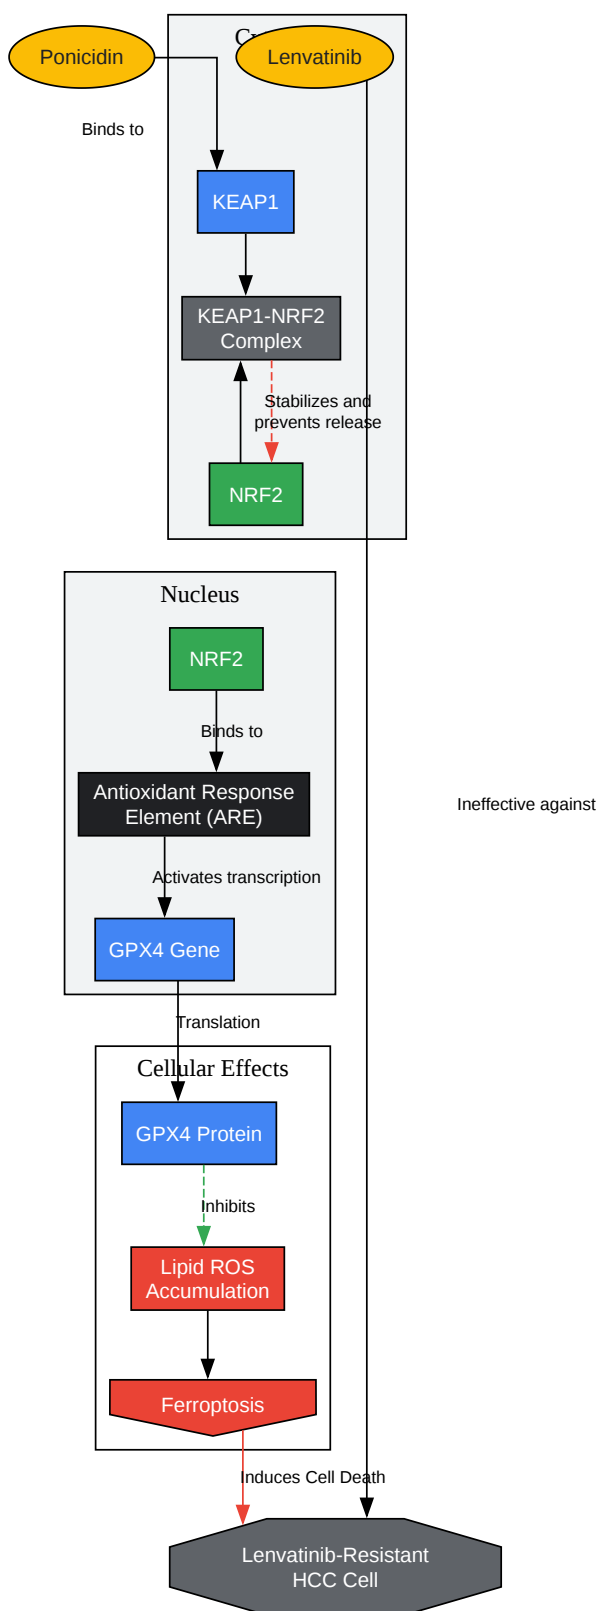 Ponicidin
Lenvatinib
Binds to
KEAP1
KEAP1-NRF2
Complex
Stabilizes and
prevents release
NRF2
Nucleus
NRF2
Binds to
Antioxidant Response
Element (ARE)
Ineffective against
Activates transcription
GPX4 Gene
Translation
Cellular Effects
GPX4 Protein
Inhibits
Lipid ROS
Accumulation
Ferroptosis
Induces Cell Death
Lenvatinib-Resistant
HCC Cell